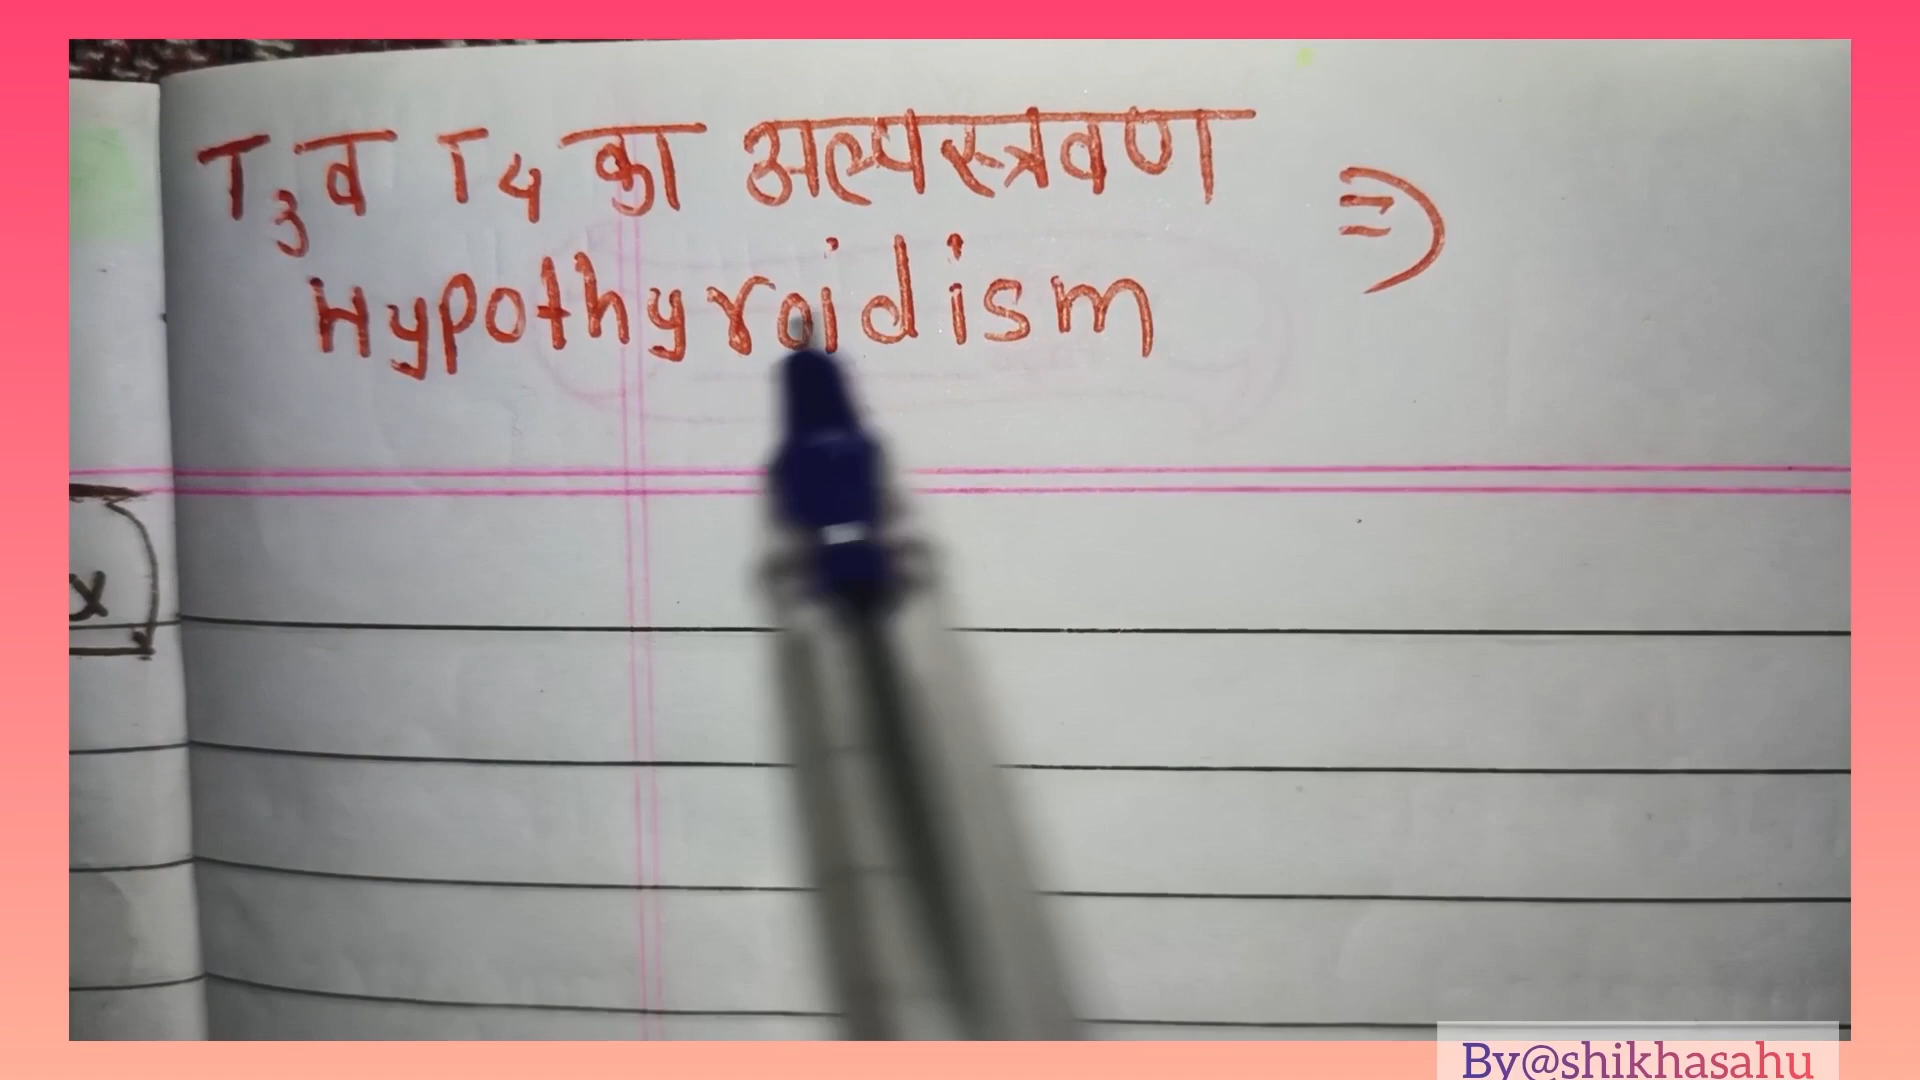 T₃ व T₄ का अल्पस्त्रवण ⇒
Hypothyroidism
x
By@shikhasahu